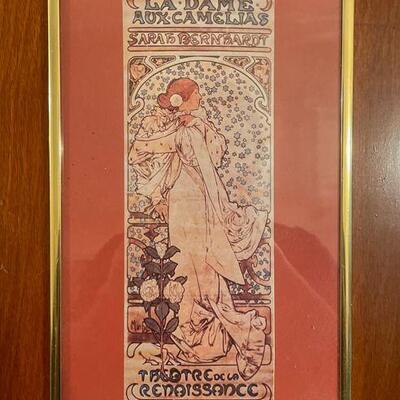 LA·DAME
AUX·CAMELIAS
SARAH BERNHARDT
THEATRE DE LA
RENAISSANCE